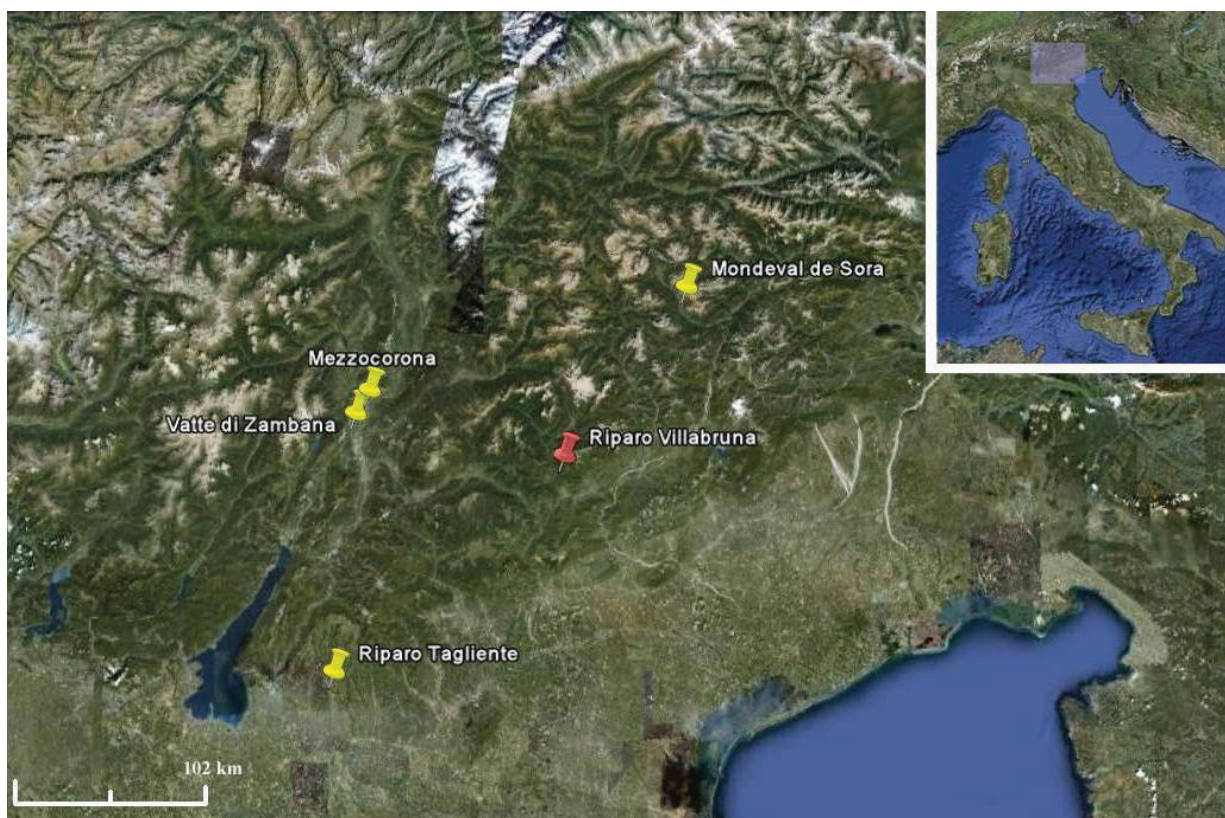 Mondeval de Sora
Mezzocorona
Vatte di Zambana
Riparo Villabruna
Riparo Tagliente
102 km